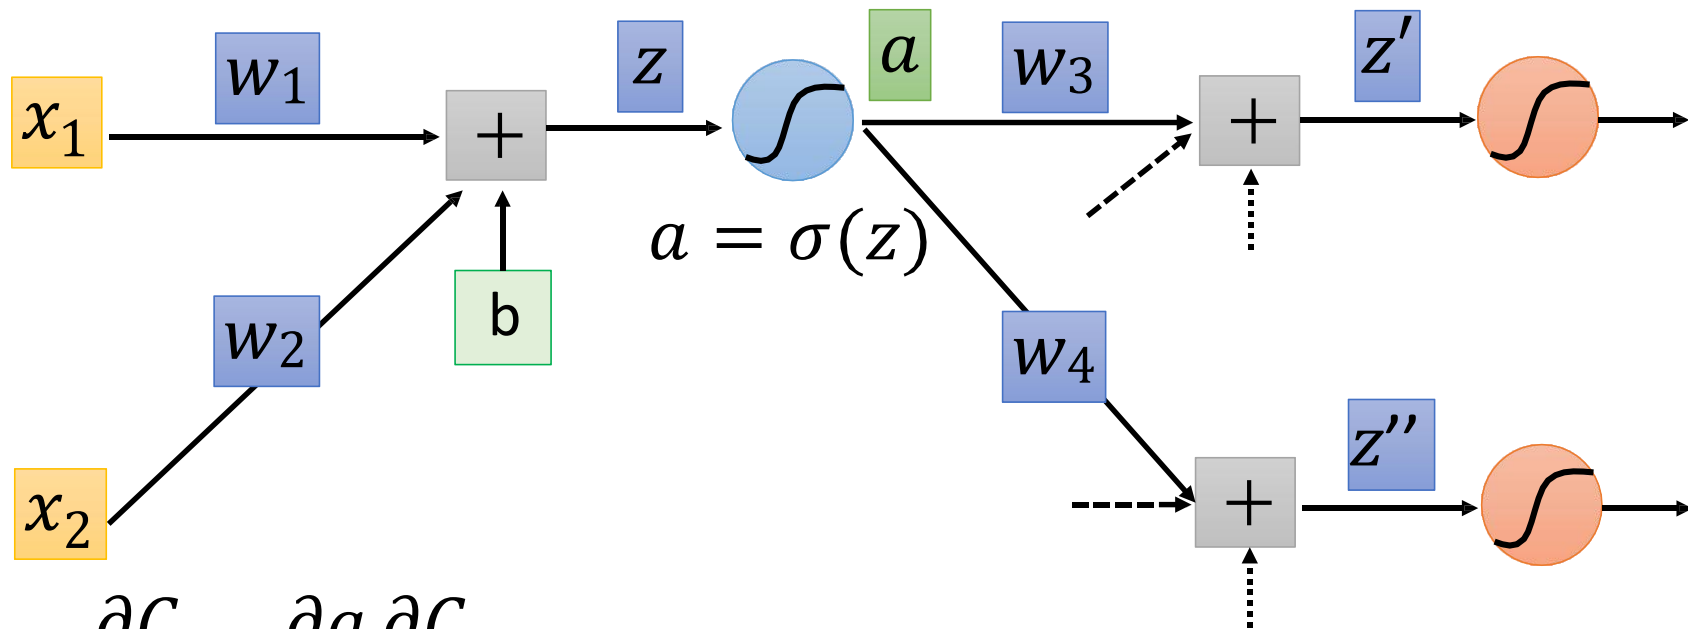 x₁ w₁ + z a w₃ + z′
a = σ(z)
w₂ b w₄
x₂ + z″
∂C ∂a ∂C